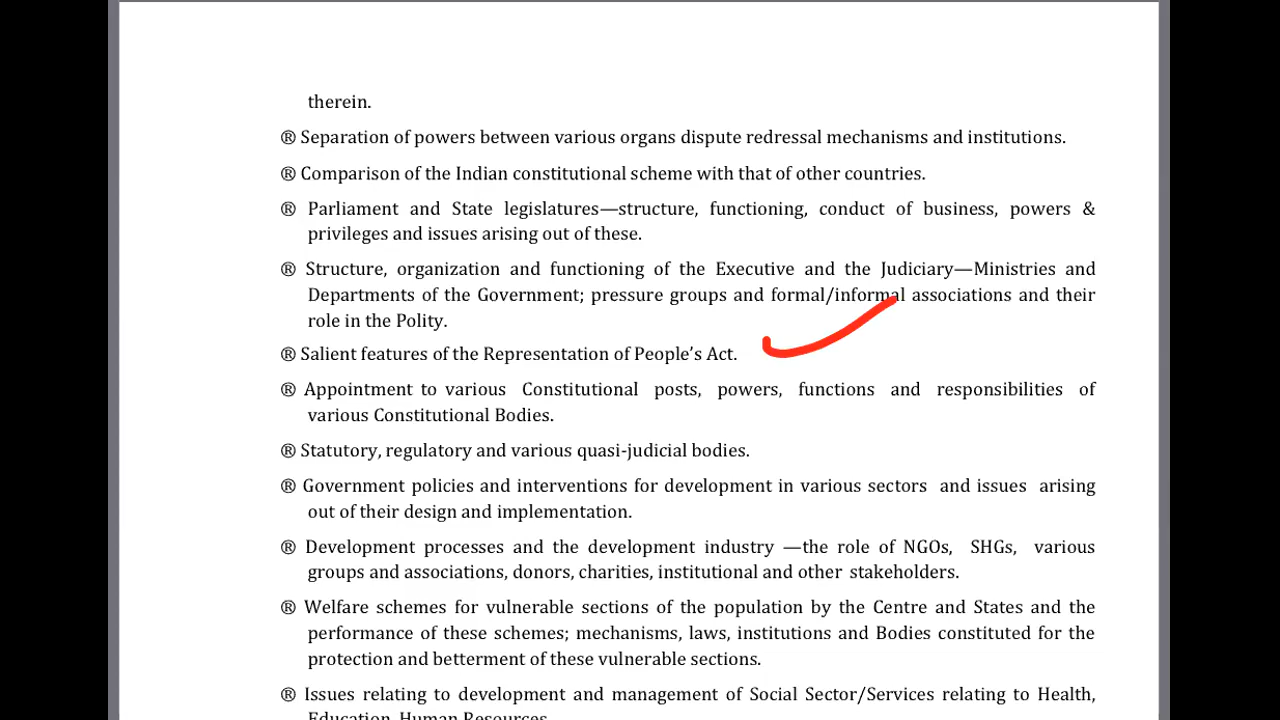 therein.
® Separation of powers between various organs dispute redressal mechanisms and institutions.
® Comparison of the Indian constitutional scheme with that of other countries.
® Parliament and State legislatures—structure, functioning, conduct of business, powers &
privileges and issues arising out of these.
® Structure, organization and functioning of the Executive and the Judiciary—Ministries and
Departments of the Government; pressure groups and formal/informal associations and their
role in the Polity.
® Salient features of the Representation of People’s Act.
® Appointment to various Constitutional posts, powers, functions and responsibilities of
various Constitutional Bodies.
® Statutory, regulatory and various quasi-judicial bodies.
® Government policies and interventions for development in various sectors and issues arising
out of their design and implementation.
® Development processes and the development industry —the role of NGOs, SHGs, various
groups and associations, donors, charities, institutional and other stakeholders.
® Welfare schemes for vulnerable sections of the population by the Centre and States and the
performance of these schemes; mechanisms, laws, institutions and Bodies constituted for the
protection and betterment of these vulnerable sections.
® Issues relating to development and management of Social Sector/Services relating to Health,
Education, Human Resources.